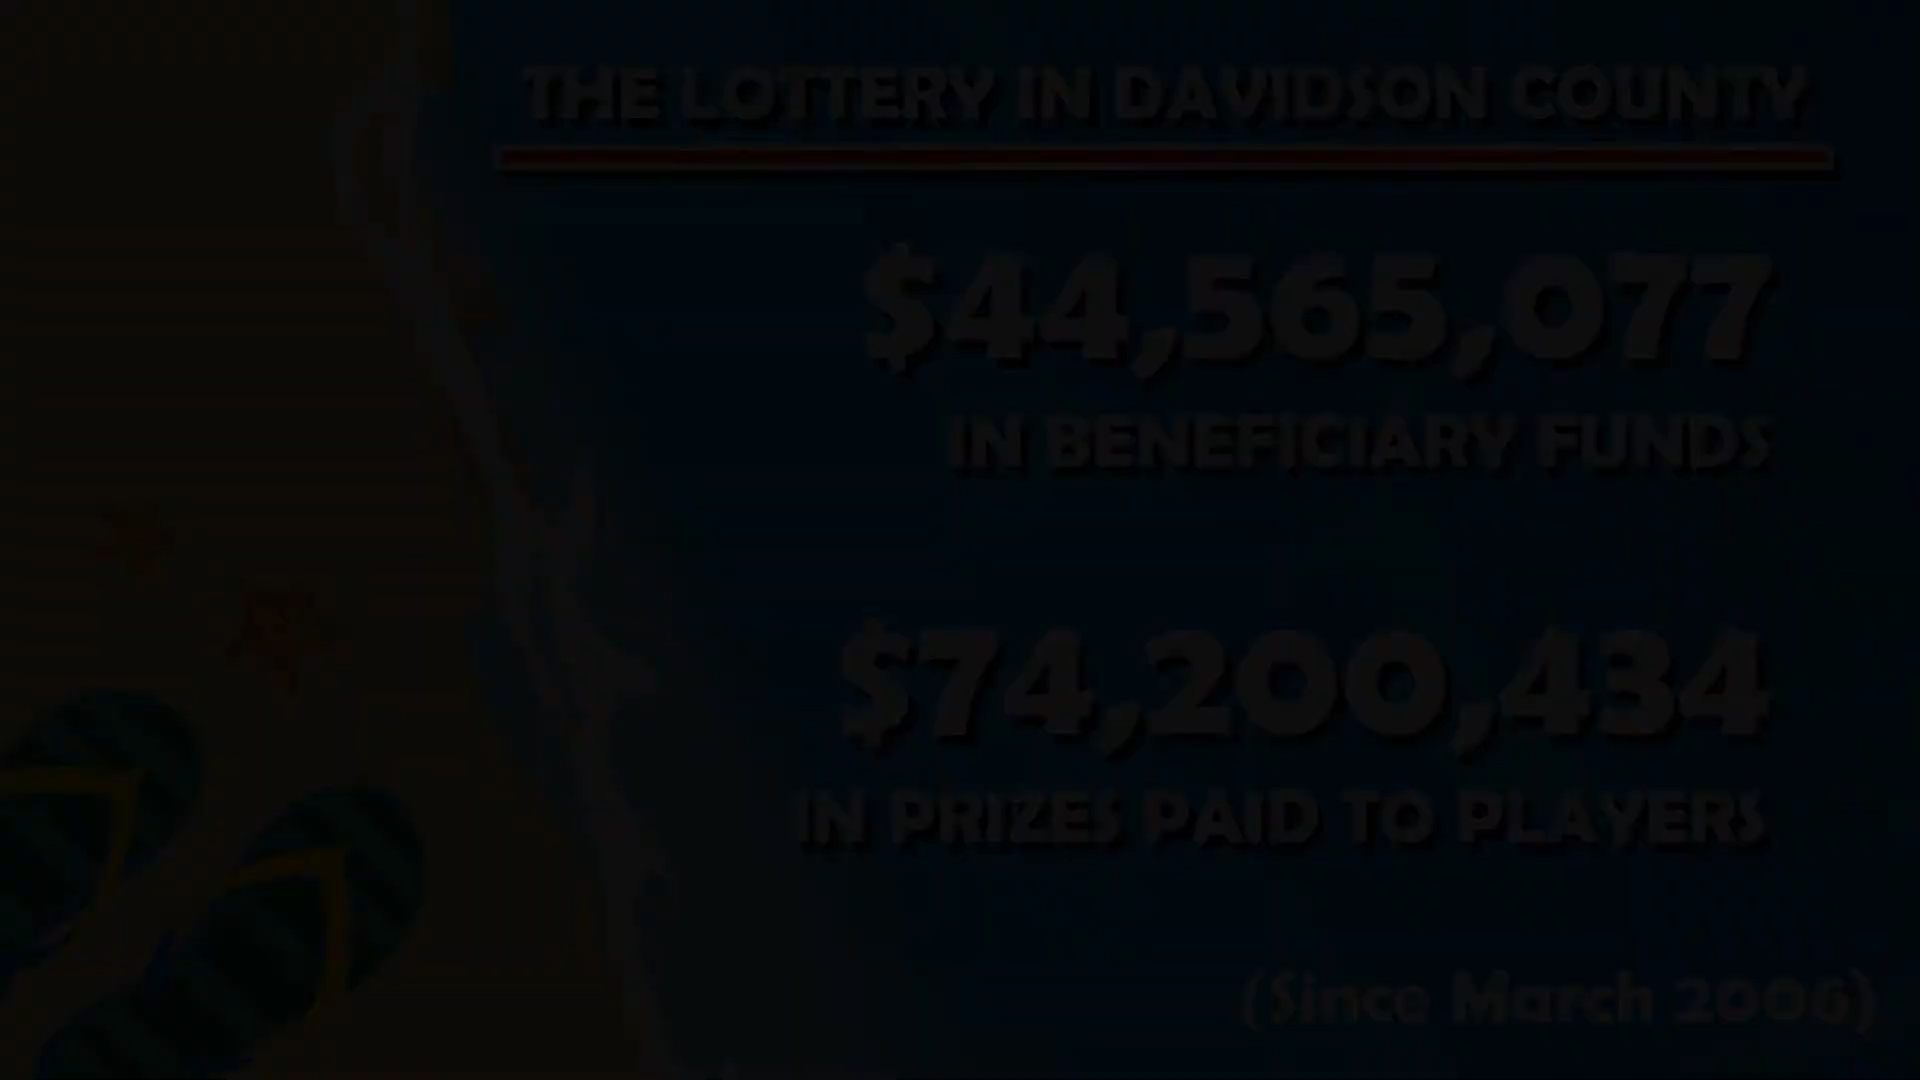 THE LOTTERY IN DAVIDSON COUNTY
$44,565,077
IN BENEFICIARY FUNDS
$74,200,434
IN PRIZES PAID TO PLAYERS
(Since March 2006)